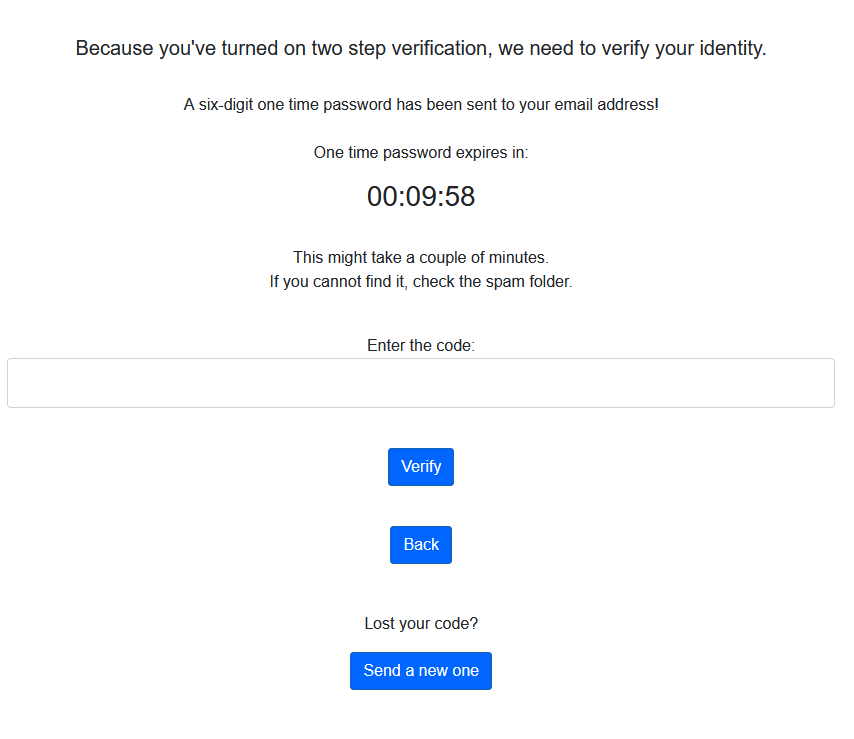 Because you've turned on two step verification, we need to verify your identity.
A six-digit one time password has been sent to your email address!
One time password expires in:
00:09:58
This might take a couple of minutes.
If you cannot find it, check the spam folder.
Enter the code:
Verify
Back
Lost your code?
Send a new one